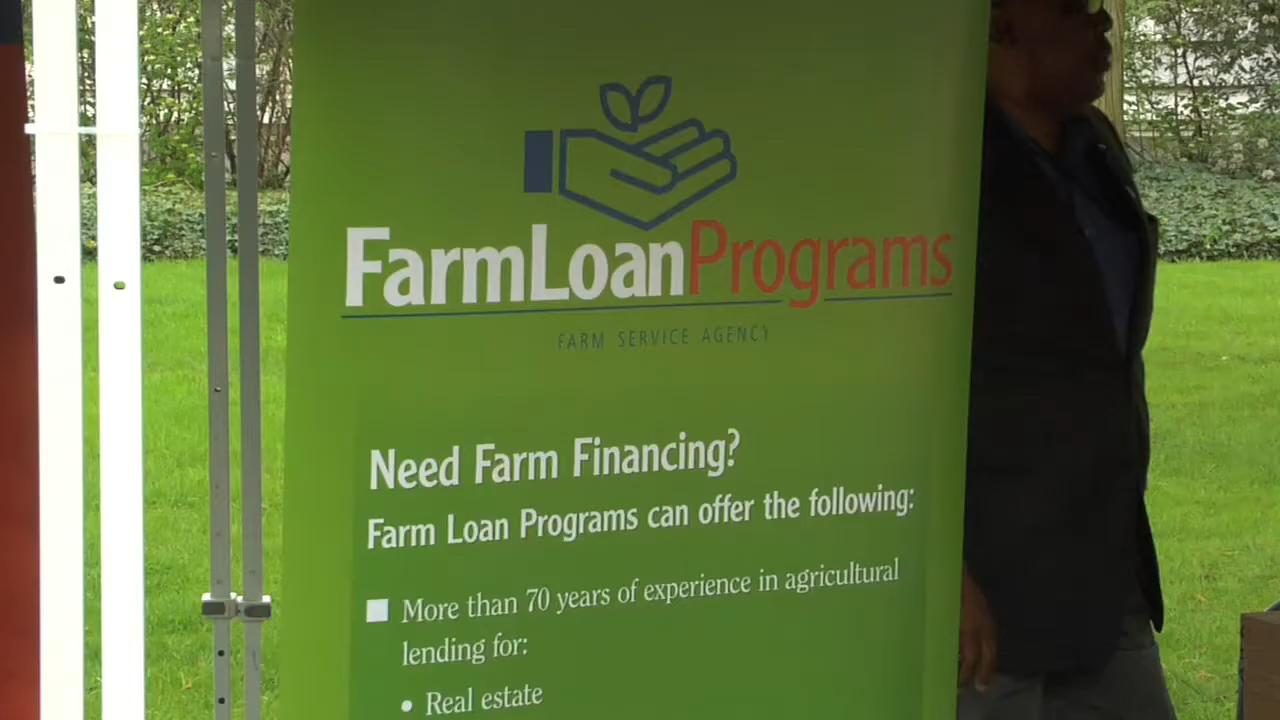 FarmLoanPrograms
FARM SERVICE AGENCY
Need Farm Financing?
Farm Loan Programs can offer the following:
More than 70 years of experience in agricultural
lending for:
• Real estate